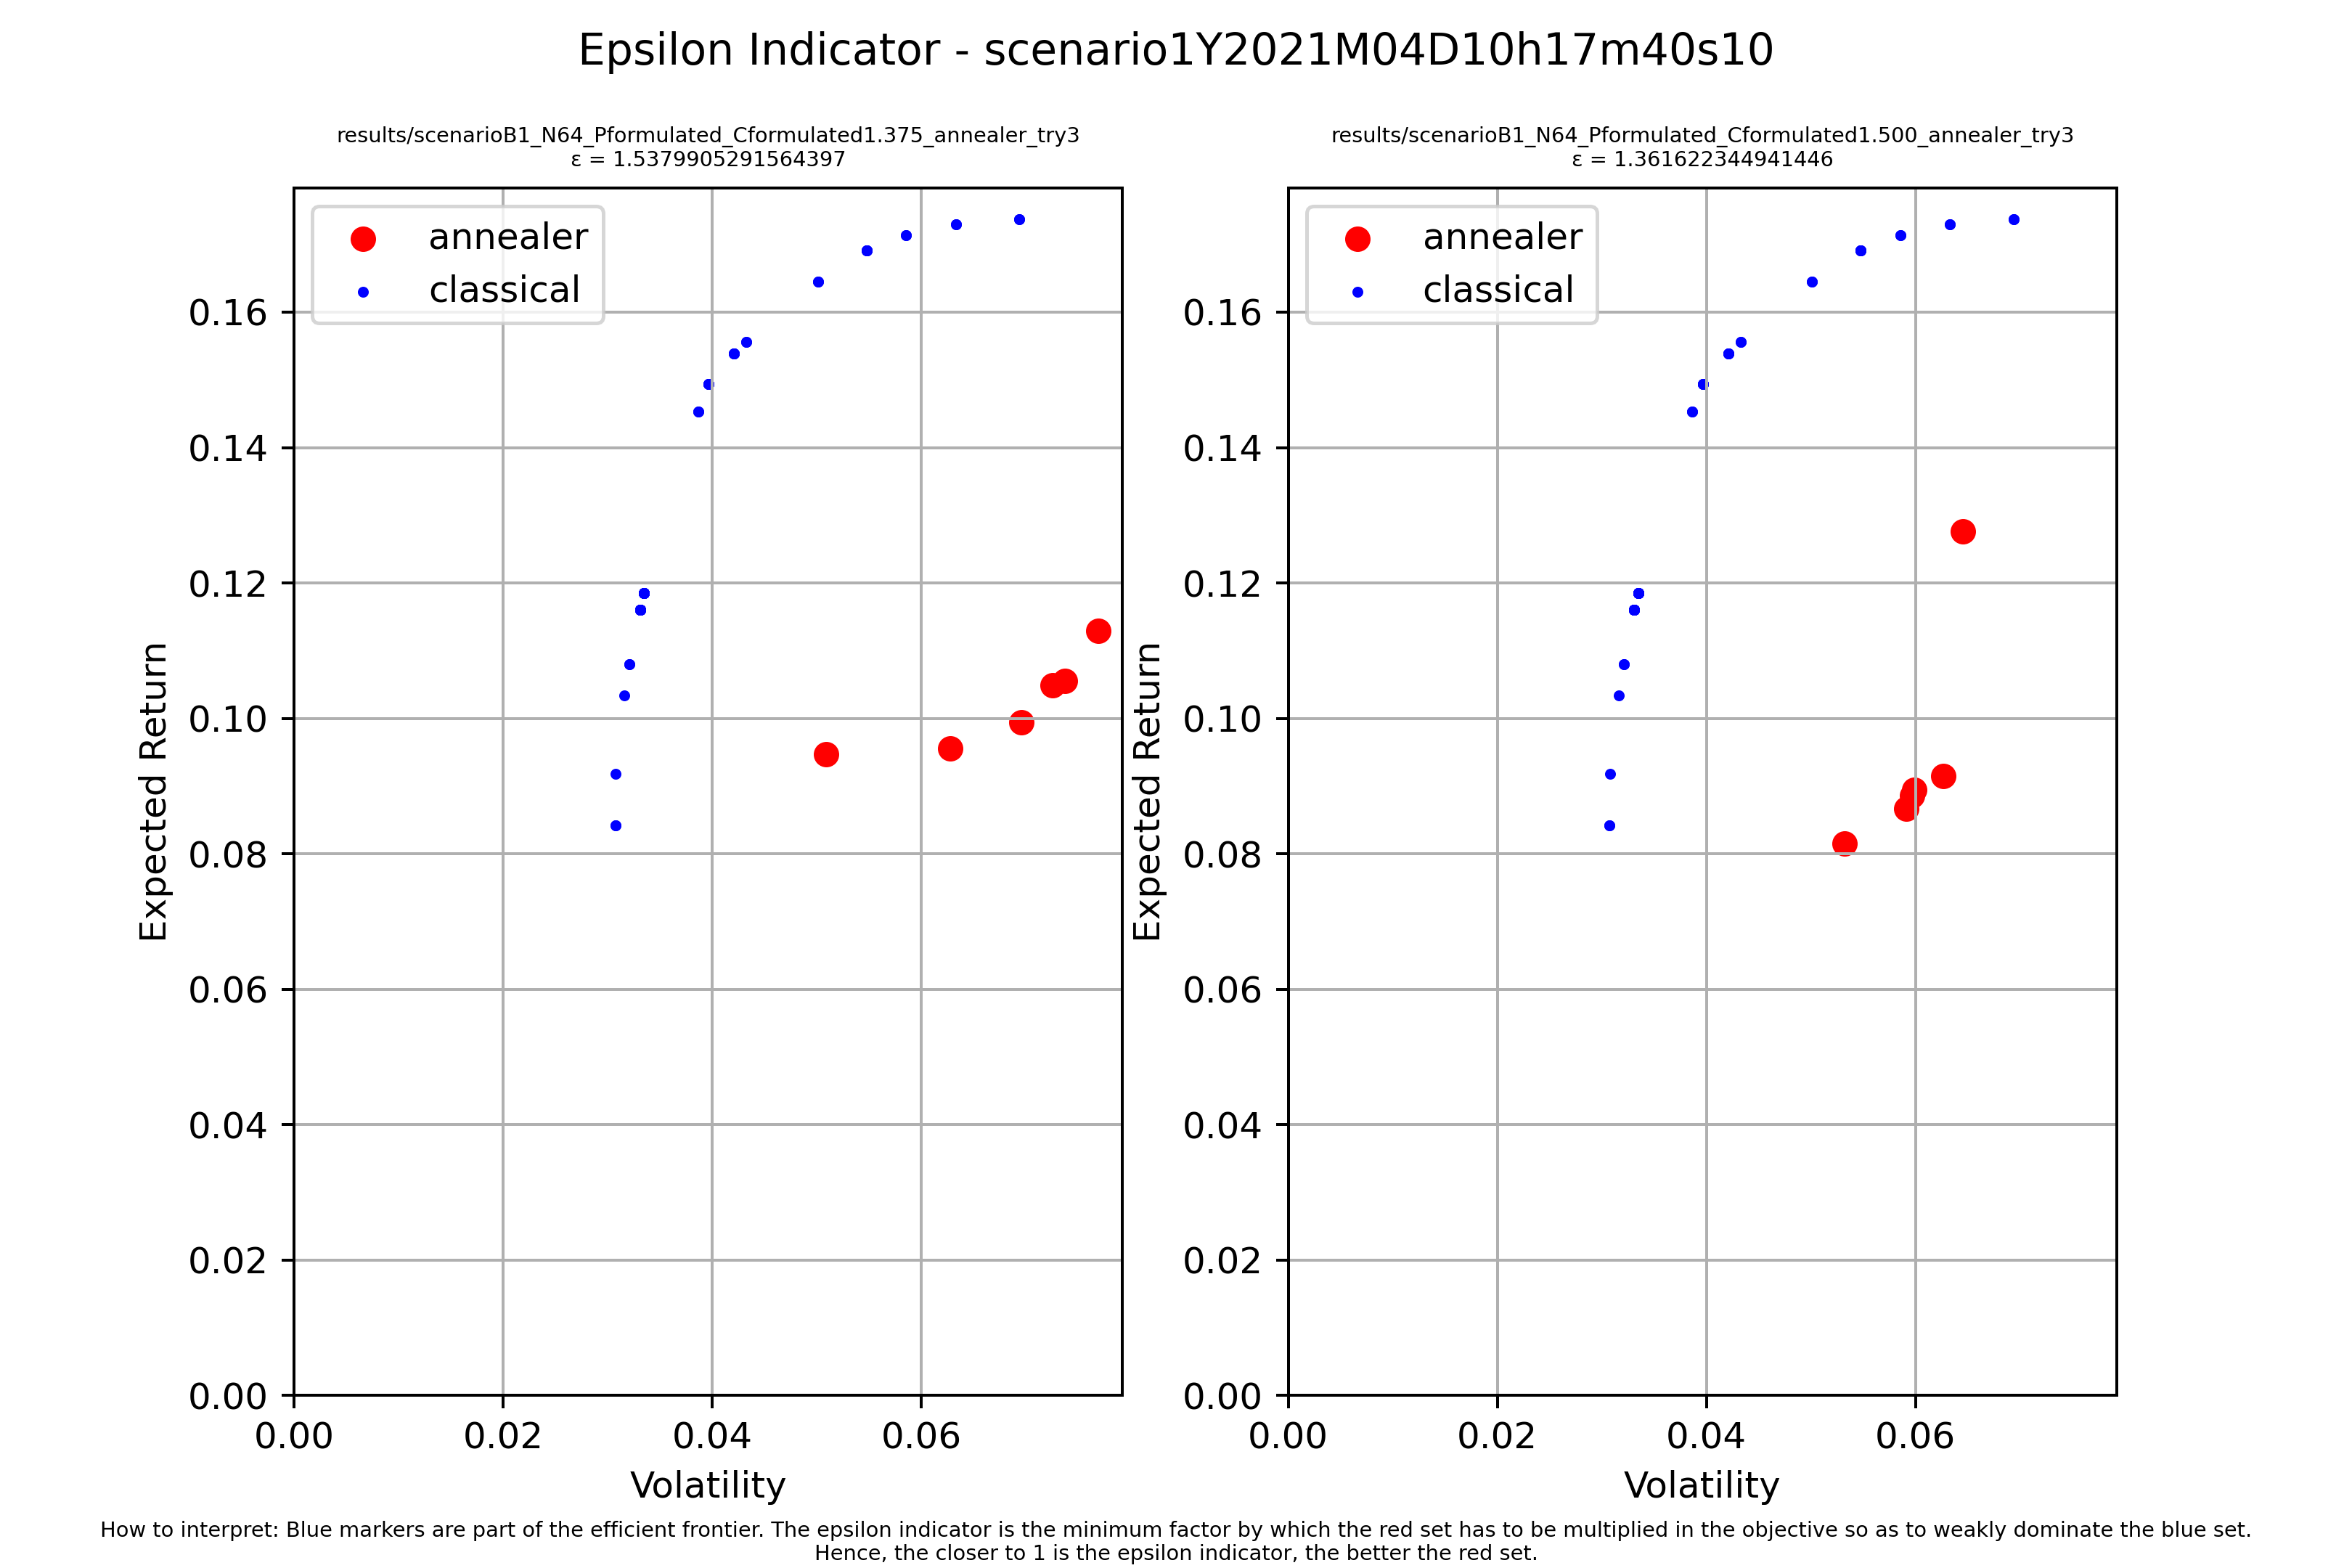 Epsilon Indicator - scenario1Y2021M04D10h17m40s10
results/scenarioB1_N64_Pformulated_Cformulated1.375_annealer_try3
ε = 1.5379905291564397
annealer
classical
0.16
0.14
0.12
0.10
0.08
0.06
0.04
0.02
0.00
Expected Return
0.00 0.02 0.04 0.06
Volatility
results/scenarioB1_N64_Pformulated_Cformulated1.500_annealer_try3
ε = 1.361622344941446
annealer
classical
0.16
0.14
0.12
0.10
0.08
0.06
0.04
0.02
0.00
Expected Return
0.00 0.02 0.04 0.06
Volatility
How to interpret: Blue markers are part of the efficient frontier. The epsilon indicator is the minimum factor by which the red set has to be multiplied in the objective so as to weakly dominate the blue set.
Hence, the closer to 1 is the epsilon indicator, the better the red set.